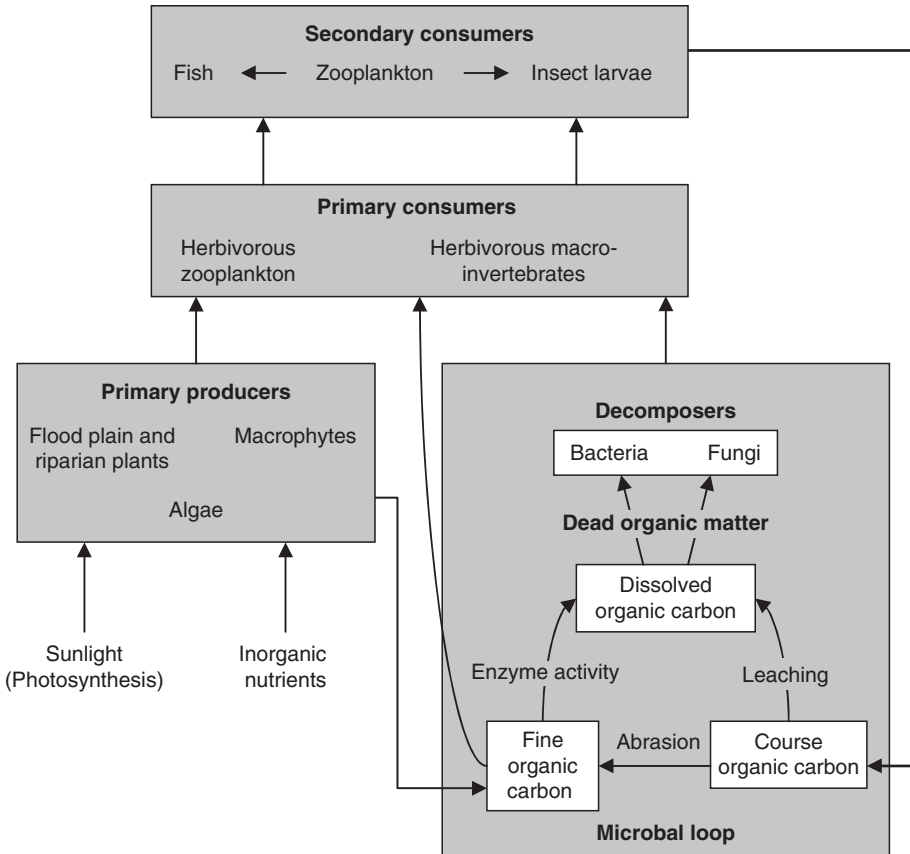 Secondary consumers
Fish Zooplankton Insect larvae
Primary consumers
Herbivorous
zooplankton
Herbivorous macro-
invertebrates
Primary producers
Flood plain and
riparian plants
Macrophytes
Algae
Sunlight
(Photosynthesis)
Inorganic
nutrients
Decomposers
Bacteria Fungi
Dead organic matter
Dissolved
organic carbon
Enzyme activity
Leaching
Fine
organic
carbon
Abrasion
Course
organic carbon
Microbal loop